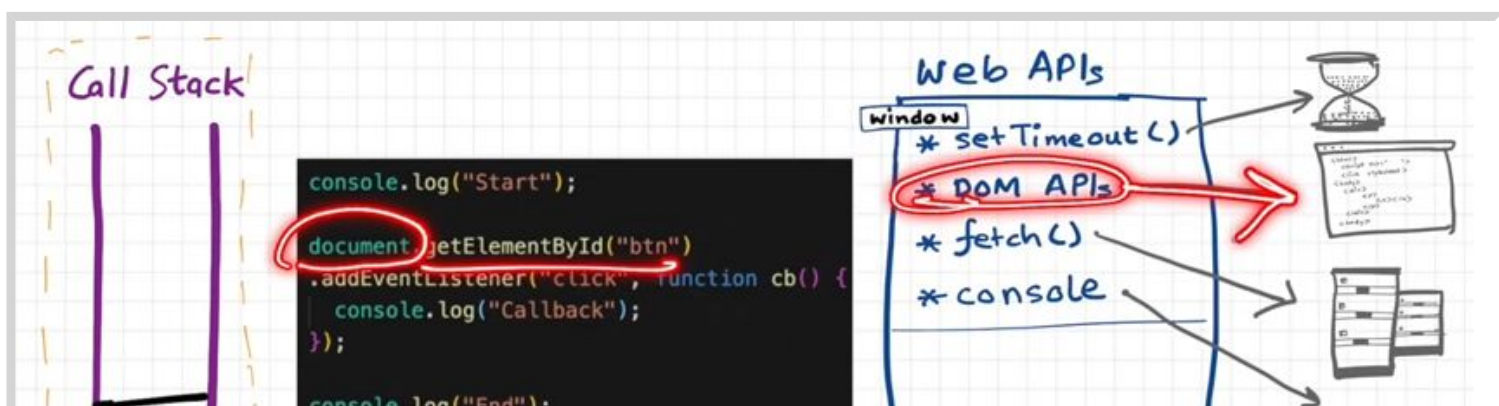 Call Stack
console.log("Start");
document.getElementById("btn")
.addEventListener("click", function cb() {
console.log("Callback");
});
console.log("End");
Web APIs
window
* setTimeout()
* DOM APIs
* fetch()
* console